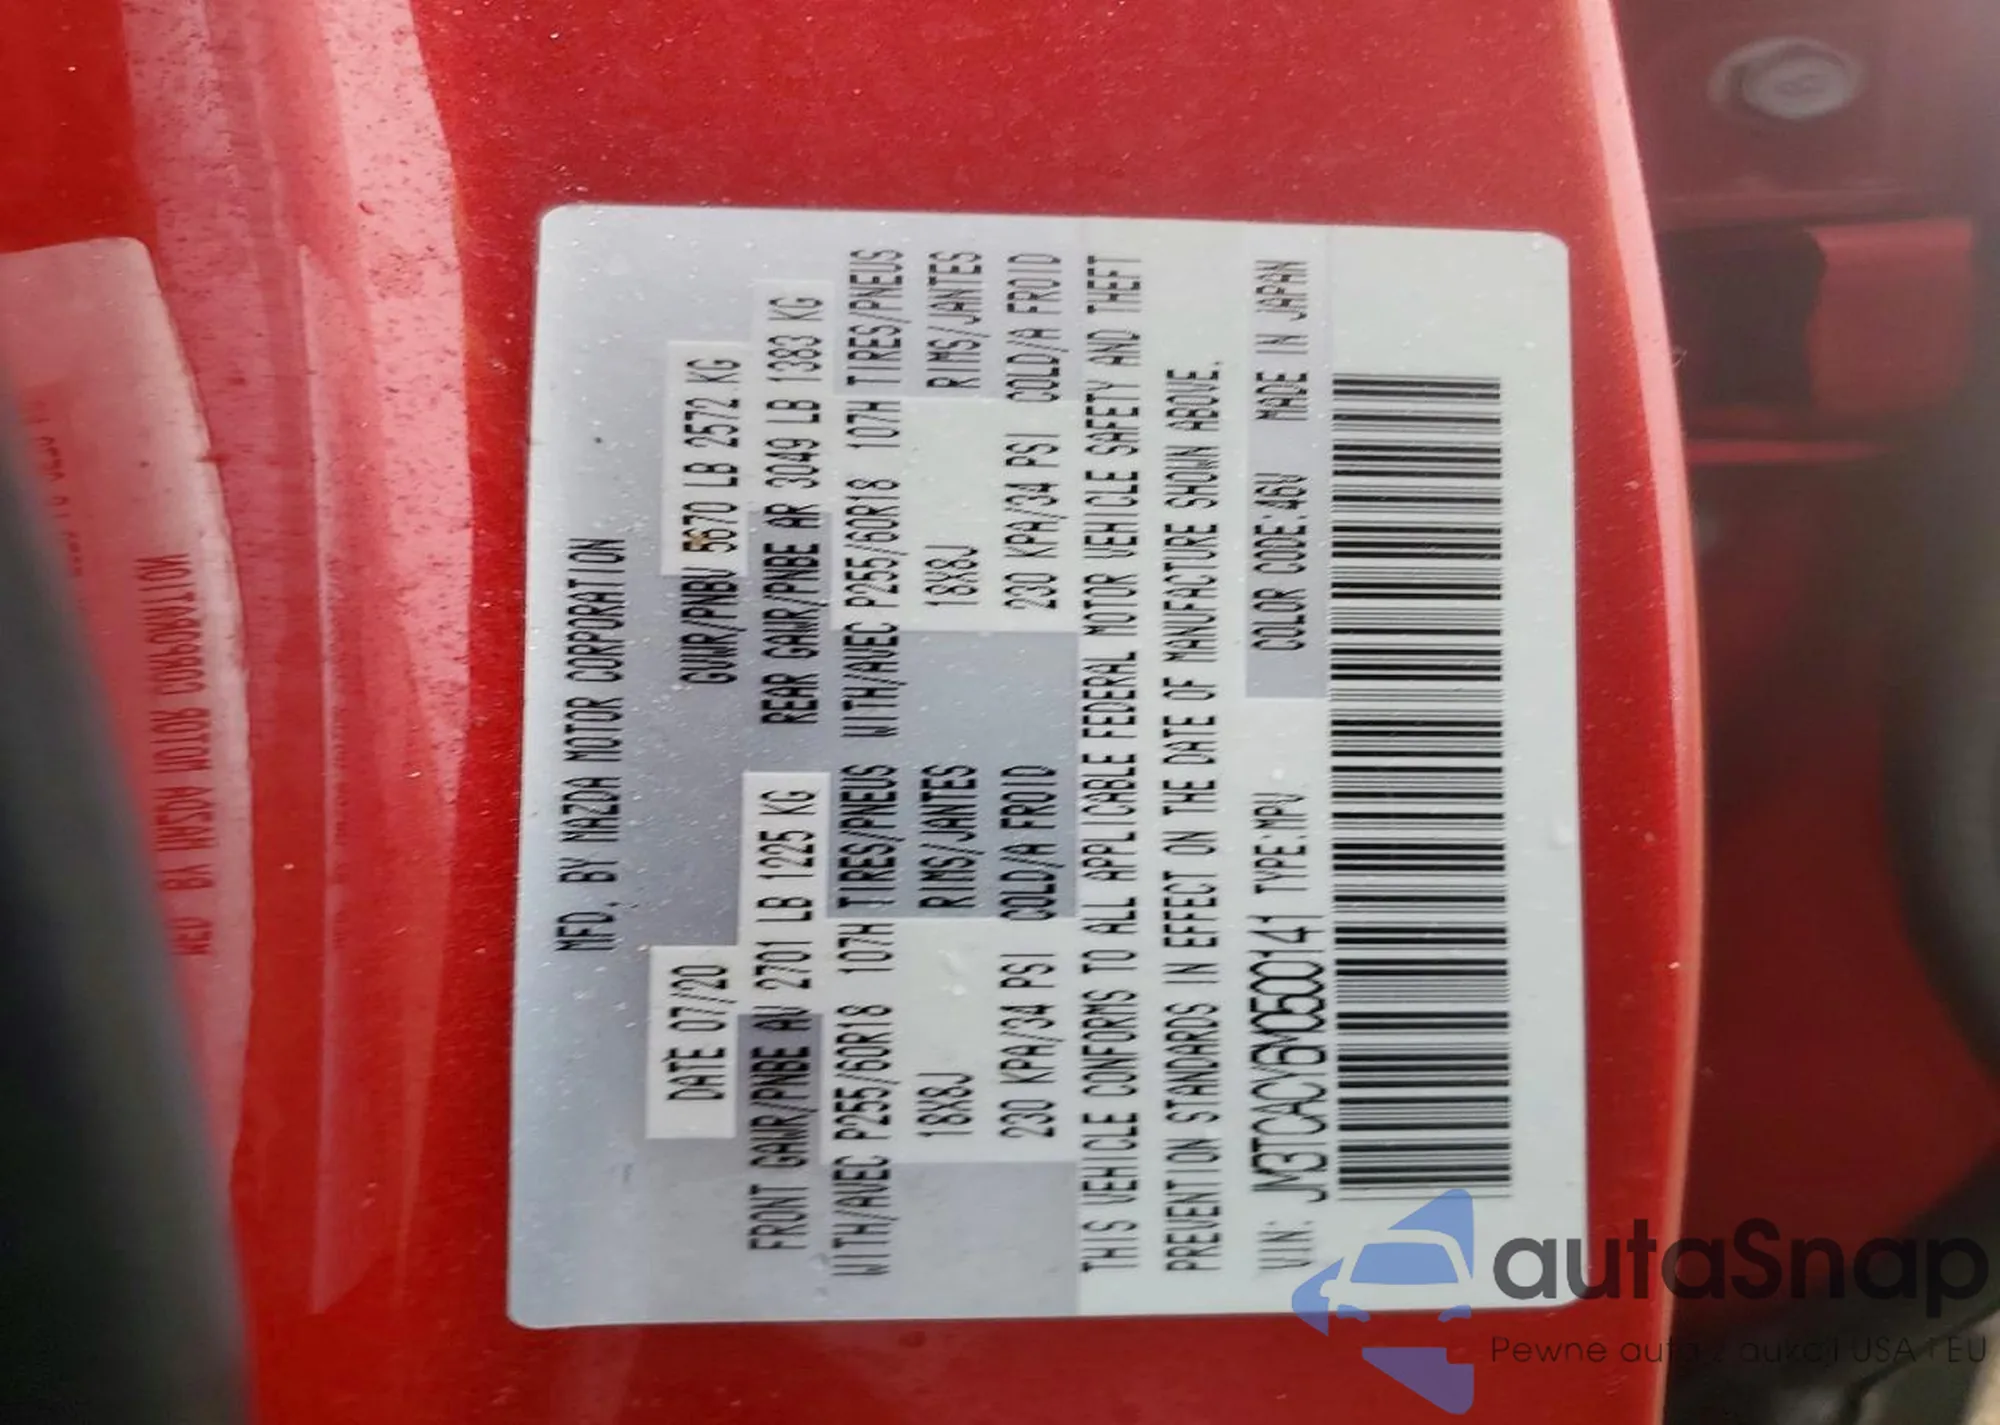 MFD. BY MAZDA MOTOR CORPORATION
DATE 07/20 GVWR/PNBV 5670 LB 2572 KG
FRONT GAWR/PNBE AV 2701 LB 1225 KG REAR GAWR/PNBE AR 3049 LB 1383 KG
WITH/AVEC P255/60R18 107H TIRES/PNEUS WITH/AVEC P255/60R18 107H TIRES/PNEUS
18X8J RIMS/JANTES 18X8J RIMS/JANTES
230 KPA/34 PSI COLD/A FROID 230 KPA/34 PSI COLD/A FROID
THIS VEHICLE CONFORMS TO ALL APPLICABLE FEDERAL MOTOR VEHICLE SAFETY AND THEFT
PREVENTION STANDARDS IN EFFECT ON THE DATE OF MANUFACTURE SHOWN ABOVE.
VIN: JM3TCACY6M0500141 TYPE:MPV COLOR CODE:46V MADE IN JAPAN
autaSnap
Pewne auta z aukcji USA i EU